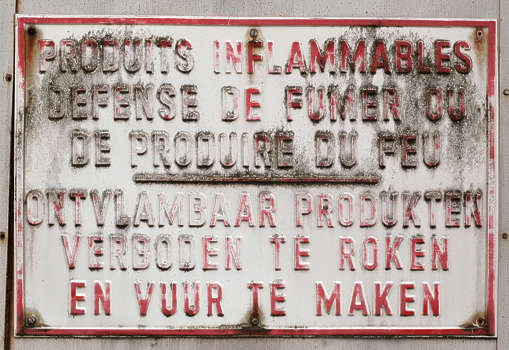 PRODUITS INFLAMMABLES
DEFENSE DE FUMER OU
DE PRODUIRE DU FEU
ONTVLAMBAAR PRODUKTEN
VERBODEN TE ROKEN
EN VUUR TE MAKEN